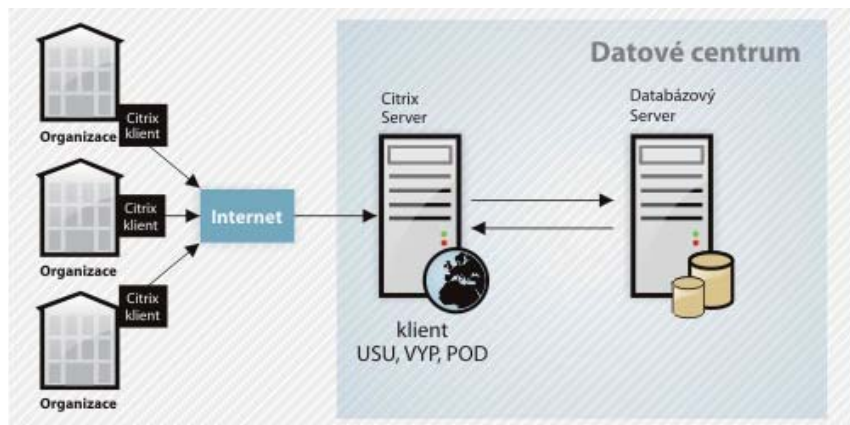 Datové centrum
Citrix
Server
Databázový
Server
Citrix
klient
Organizace
Citrix
klient
Organizace
Citrix
klient
Organizace
Internet
klient
USU, VYP, POD